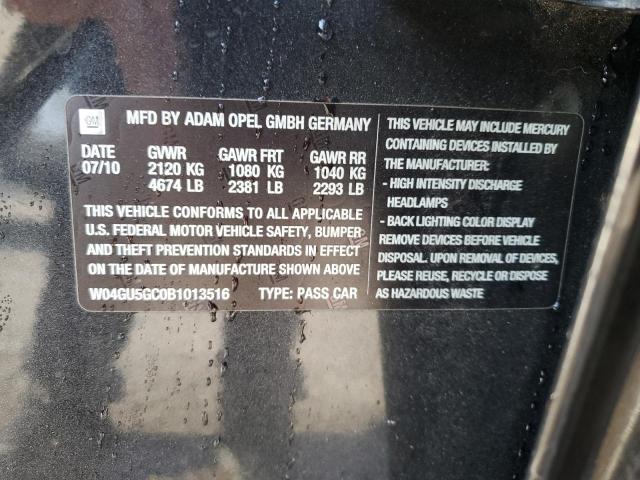 GM
MFD BY ADAM OPEL GMBH GERMANY
DATE GVWR GAWR FRT GAWR RR
07/10 2120 KG 1080 KG 1040 KG
4674 LB 2381 LB 2293 LB
THIS VEHICLE CONFORMS TO ALL APPLICABLE
U.S. FEDERAL MOTOR VEHICLE SAFETY, BUMPER
AND THEFT PREVENTION STANDARDS IN EFFECT
ON THE DATE OF MANUFACTURE SHOWN ABOVE
W04GU5GC0B1013516 TYPE: PASS CAR
THIS VEHICLE MAY INCLUDE MERCURY
CONTAINING DEVICES INSTALLED BY
THE MANUFACTURER:
- HIGH INTENSITY DISCHARGE
HEADLAMPS
- BACK LIGHTING COLOR DISPLAY
REMOVE DEVICES BEFORE VEHICLE
DISPOSAL. UPON REMOVAL OF DEVICES,
PLEASE REUSE, RECYCLE OR DISPOSE
AS HAZARDOUS WASTE